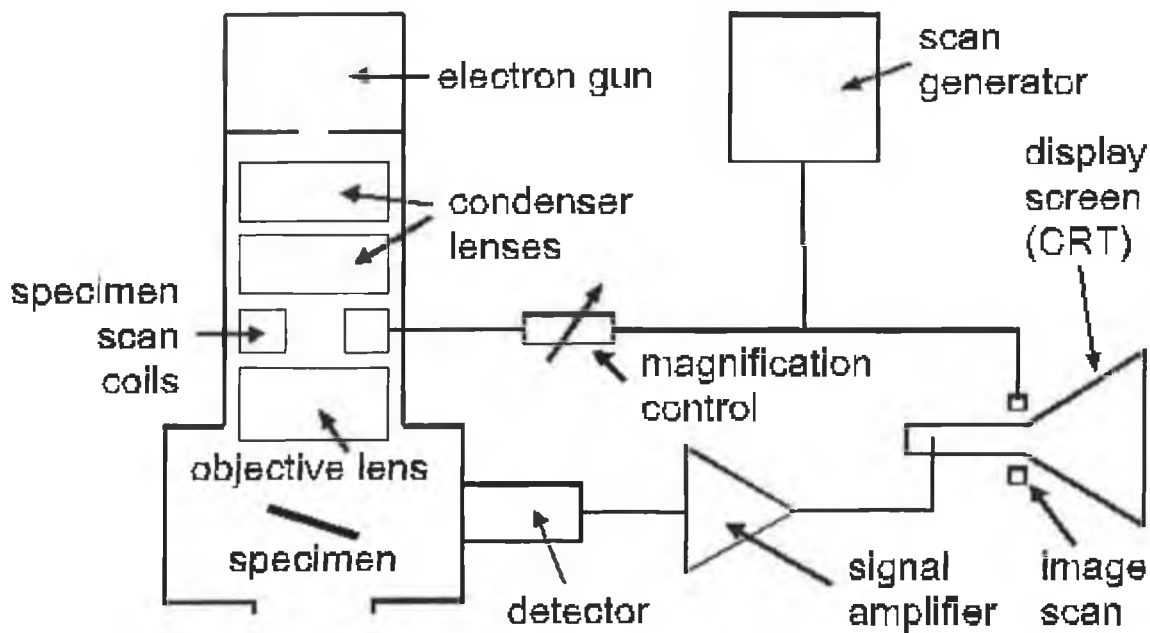 electron gun
scan
generator
display
screen
(CRT)
condenser
lenses
specimen
scan
coils
magnification
control
objective lens
specimen
detector
signal
amplifier
image
scan